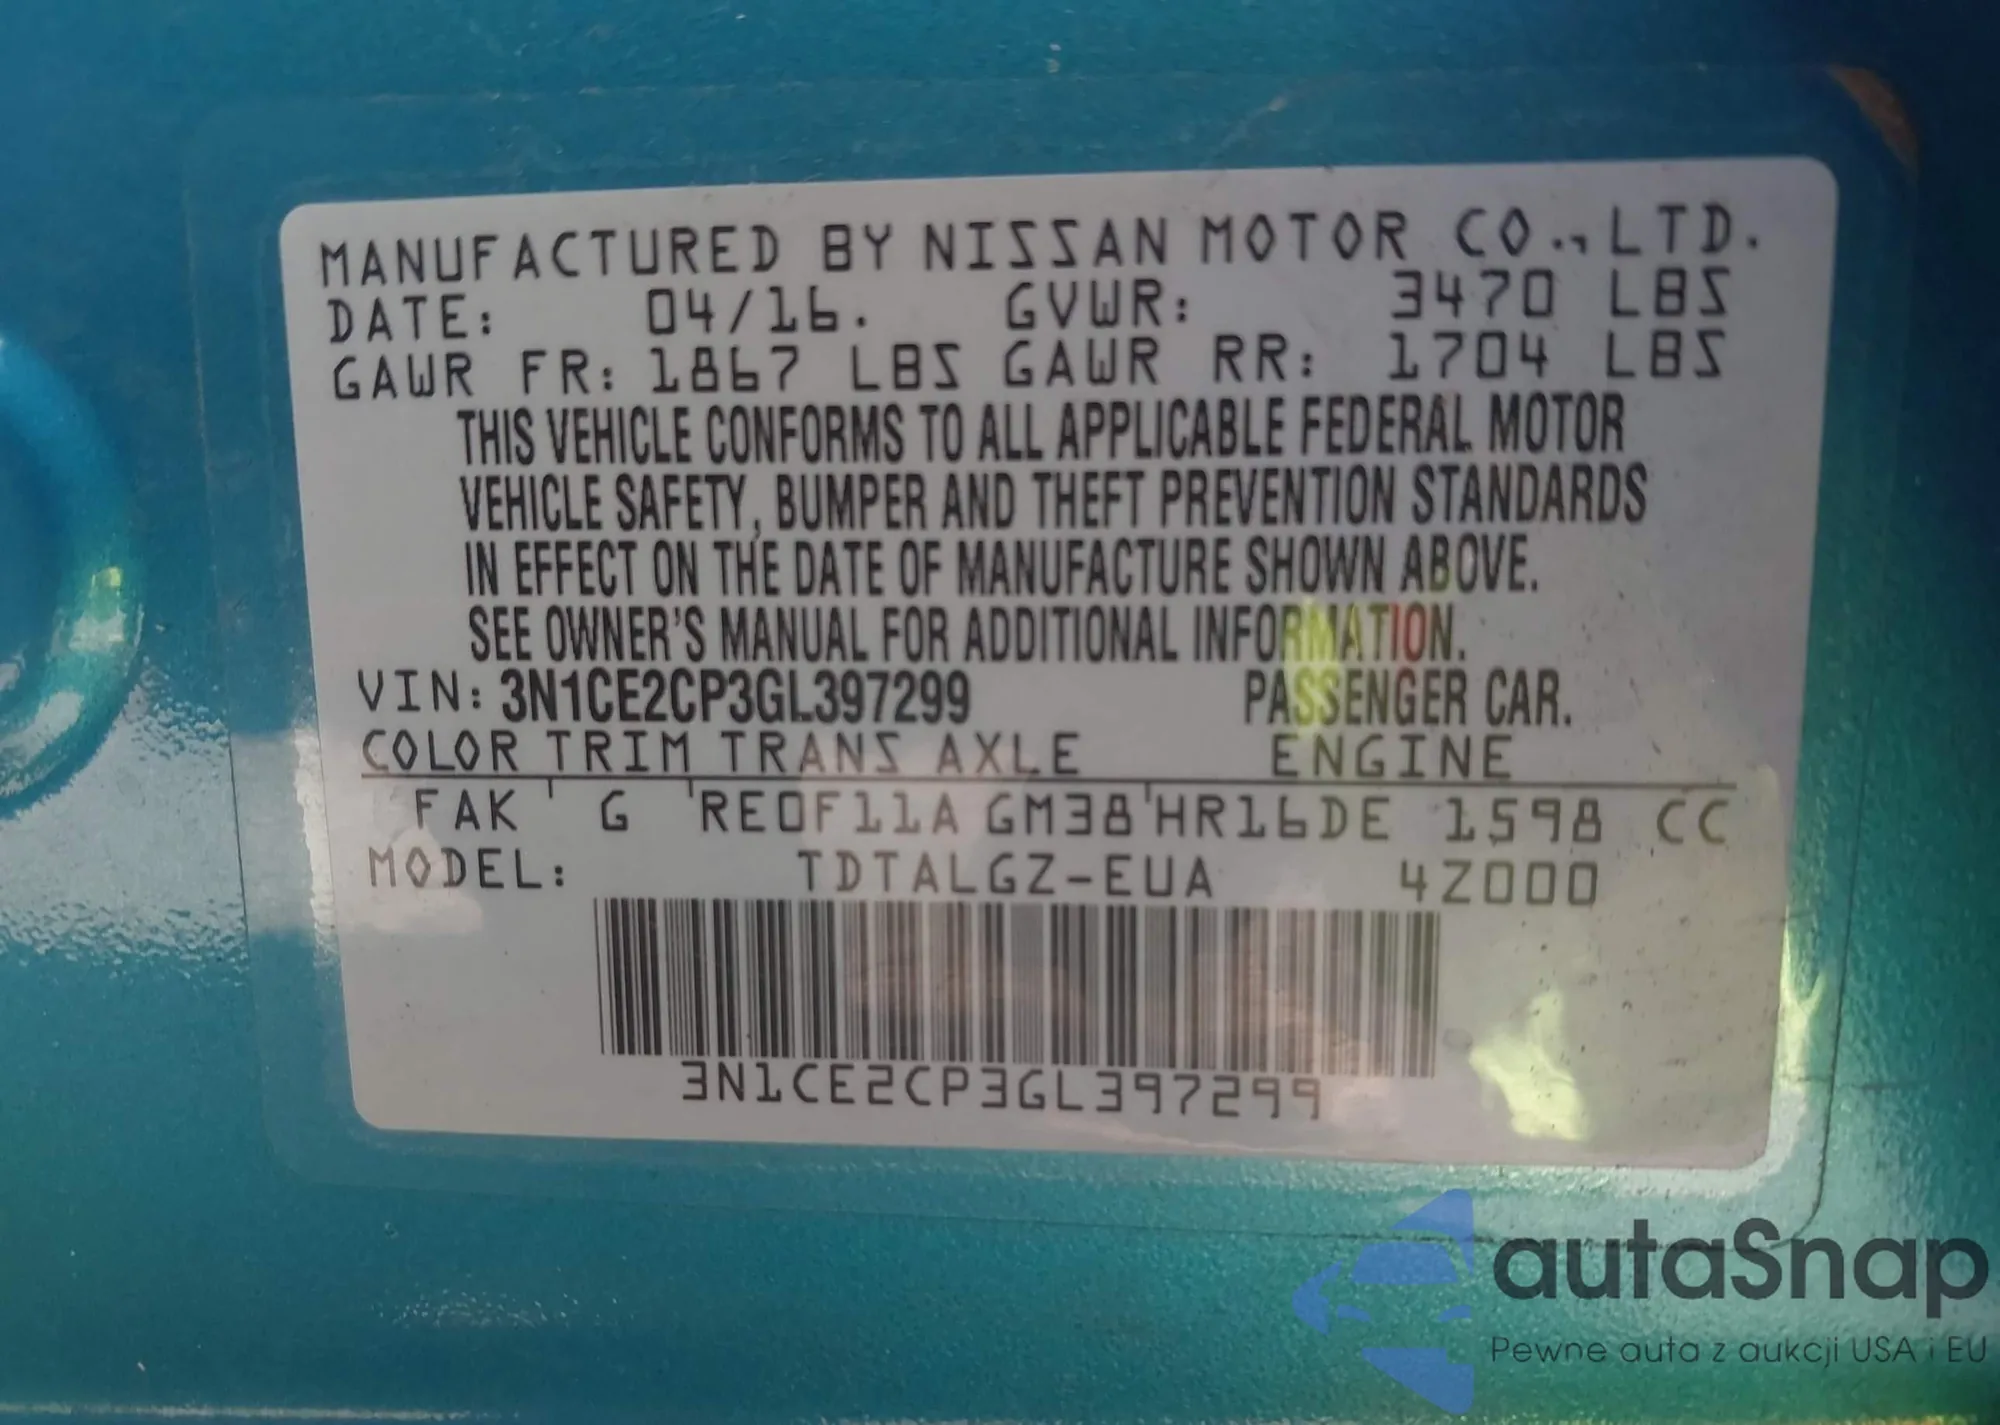 MANUFACTURED BY NISSAN MOTOR CO., LTD.
DATE: 04/16. GVWR: 3470 LBS
GAWR FR: 1867 LBS GAWR RR: 1704 LBS
THIS VEHICLE CONFORMS TO ALL APPLICABLE FEDERAL MOTOR
VEHICLE SAFETY, BUMPER AND THEFT PREVENTION STANDARDS
IN EFFECT ON THE DATE OF MANUFACTURE SHOWN ABOVE.
SEE OWNER'S MANUAL FOR ADDITIONAL INFORMATION.
VIN: 3N1CE2CP3GL397299 PASSENGER CAR.
COLOR TRIM TRANS AXLE ENGINE
FAK G RE0F11A GM38 HR16DE 1598 CC
MODEL: TDTALGZ-EUA 4Z000
3N1CE2CP3GL397299
autaSnap
Pewne auta z aukcji USA i EU